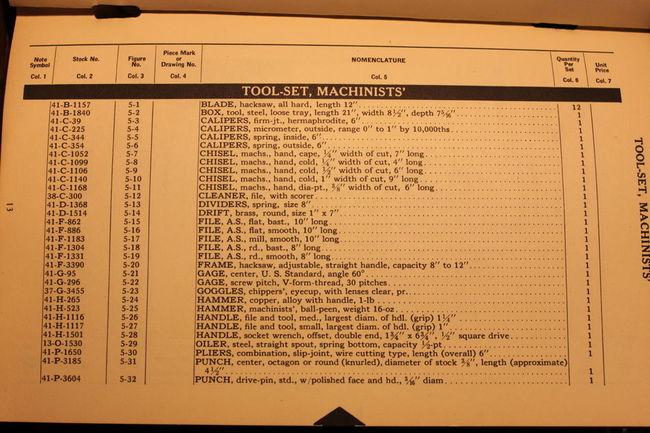 Note Symbol Stock No. Figure No. Piece Mark or Drawing No. NOMENCLATURE Quantity Per Set Unit Price
Col. 1 Col. 2 Col. 3 Col. 4 Col. 5 Col. 6 Col. 7
TOOL-SET, MACHINISTS'
41-B-1157 5-1 BLADE, hacksaw, all hard, length 12" 12
41-B-1840 5-2 BOX, tool, steel, loose tray, length 21", width 8½", depth 7⅝" 1
41-C-39 5-3 CALIPERS, firm-jt., hermaphrodite, 6" 1
41-C-225 5-4 CALIPERS, micrometer, outside, range 0" to 1" by 10,000ths 1
41-C-344 5-5 CALIPERS, spring, inside, 6" 1
41-C-354 5-6 CALIPERS, spring, outside, 6" 1
41-C-1052 5-7 CHISEL, machs., hand, cape, ¼" width of cut, 7" long 1
41-C-1099 5-8 CHISEL, machs., hand, cold, ¼" width of cut, 4" long 1
41-C-1106 5-9 CHISEL, machs., hand, cold, ½" width of cut, 6" long 1
41-C-1140 5-10 CHISEL, machs., hand, cold, 1" width of cut, 9" long 1
41-C-1168 5-11 CHISEL, machs., hand, dia-pt., ⅜" width of cut, 6" long 1
38-C-300 5-12 CLEANER, file, with scorer 1
41-D-1368 5-13 DIVIDERS, spring, size 8" 1
41-D-1514 5-14 DRIFT, brass, round, size 1" x 7" 1
41-F-862 5-15 FILE, A.S., flat, bast., 10" long 1
41-F-886 5-16 FILE, A.S., flat, smooth, 10" long 1
41-F-1183 5-17 FILE, A.S., mill, smooth, 10" long 1
41-F-1304 5-18 FILE, A.S., rd., bast., 8" long 1
41-F-1331 5-19 FILE, A.S., rd., smooth, 8" long 1
41-F-3390 5-20 FRAME, hacksaw, adjustable, straight handle, capacity 8" to 12" 1
41-G-95 5-21 GAGE, center, U. S. Standard, angle 60° 1
41-G-296 5-22 GAGE, screw pitch, V-form-thread, 30 pitches 1
37-G-3455 5-23 GOGGLES, chippers', eyecup, with lenses clear, pr. 1
41-H-265 5-24 HAMMER, copper, alloy with handle, 1-lb 1
41-H-523 5-25 HAMMER, machinists', ball-peen, weight 16-oz 1
41-H-1116 5-26 HANDLE, file and tool, med., largest diam. of hdl. (grip) 1¼" 1
41-H-1117 5-27 HANDLE, file and tool, small, largest diam. of hdl. (grip) 1" 1
41-H-1501 5-28 HANDLE, socket wrench, offset, double end, 1¾" x 6¾", ½" square drive 1
13-O-1530 5-29 OILER, steel, straight spout, spring bottom, capacity ½-pt 1
41-P-1650 5-30 PLIERS, combination, slip-joint, wire cutting type, length (overall) 6" 1
41-P-3185 5-31 PUNCH, center, octagon or round (knurled), diameter of stock ⅜", length (approximate)
4½" 1
41-P-3604 5-32 PUNCH, drive-pin, std., w/polished face and hd., 5/16" diam 1
13
TOOL-SET, MACHINISTS'